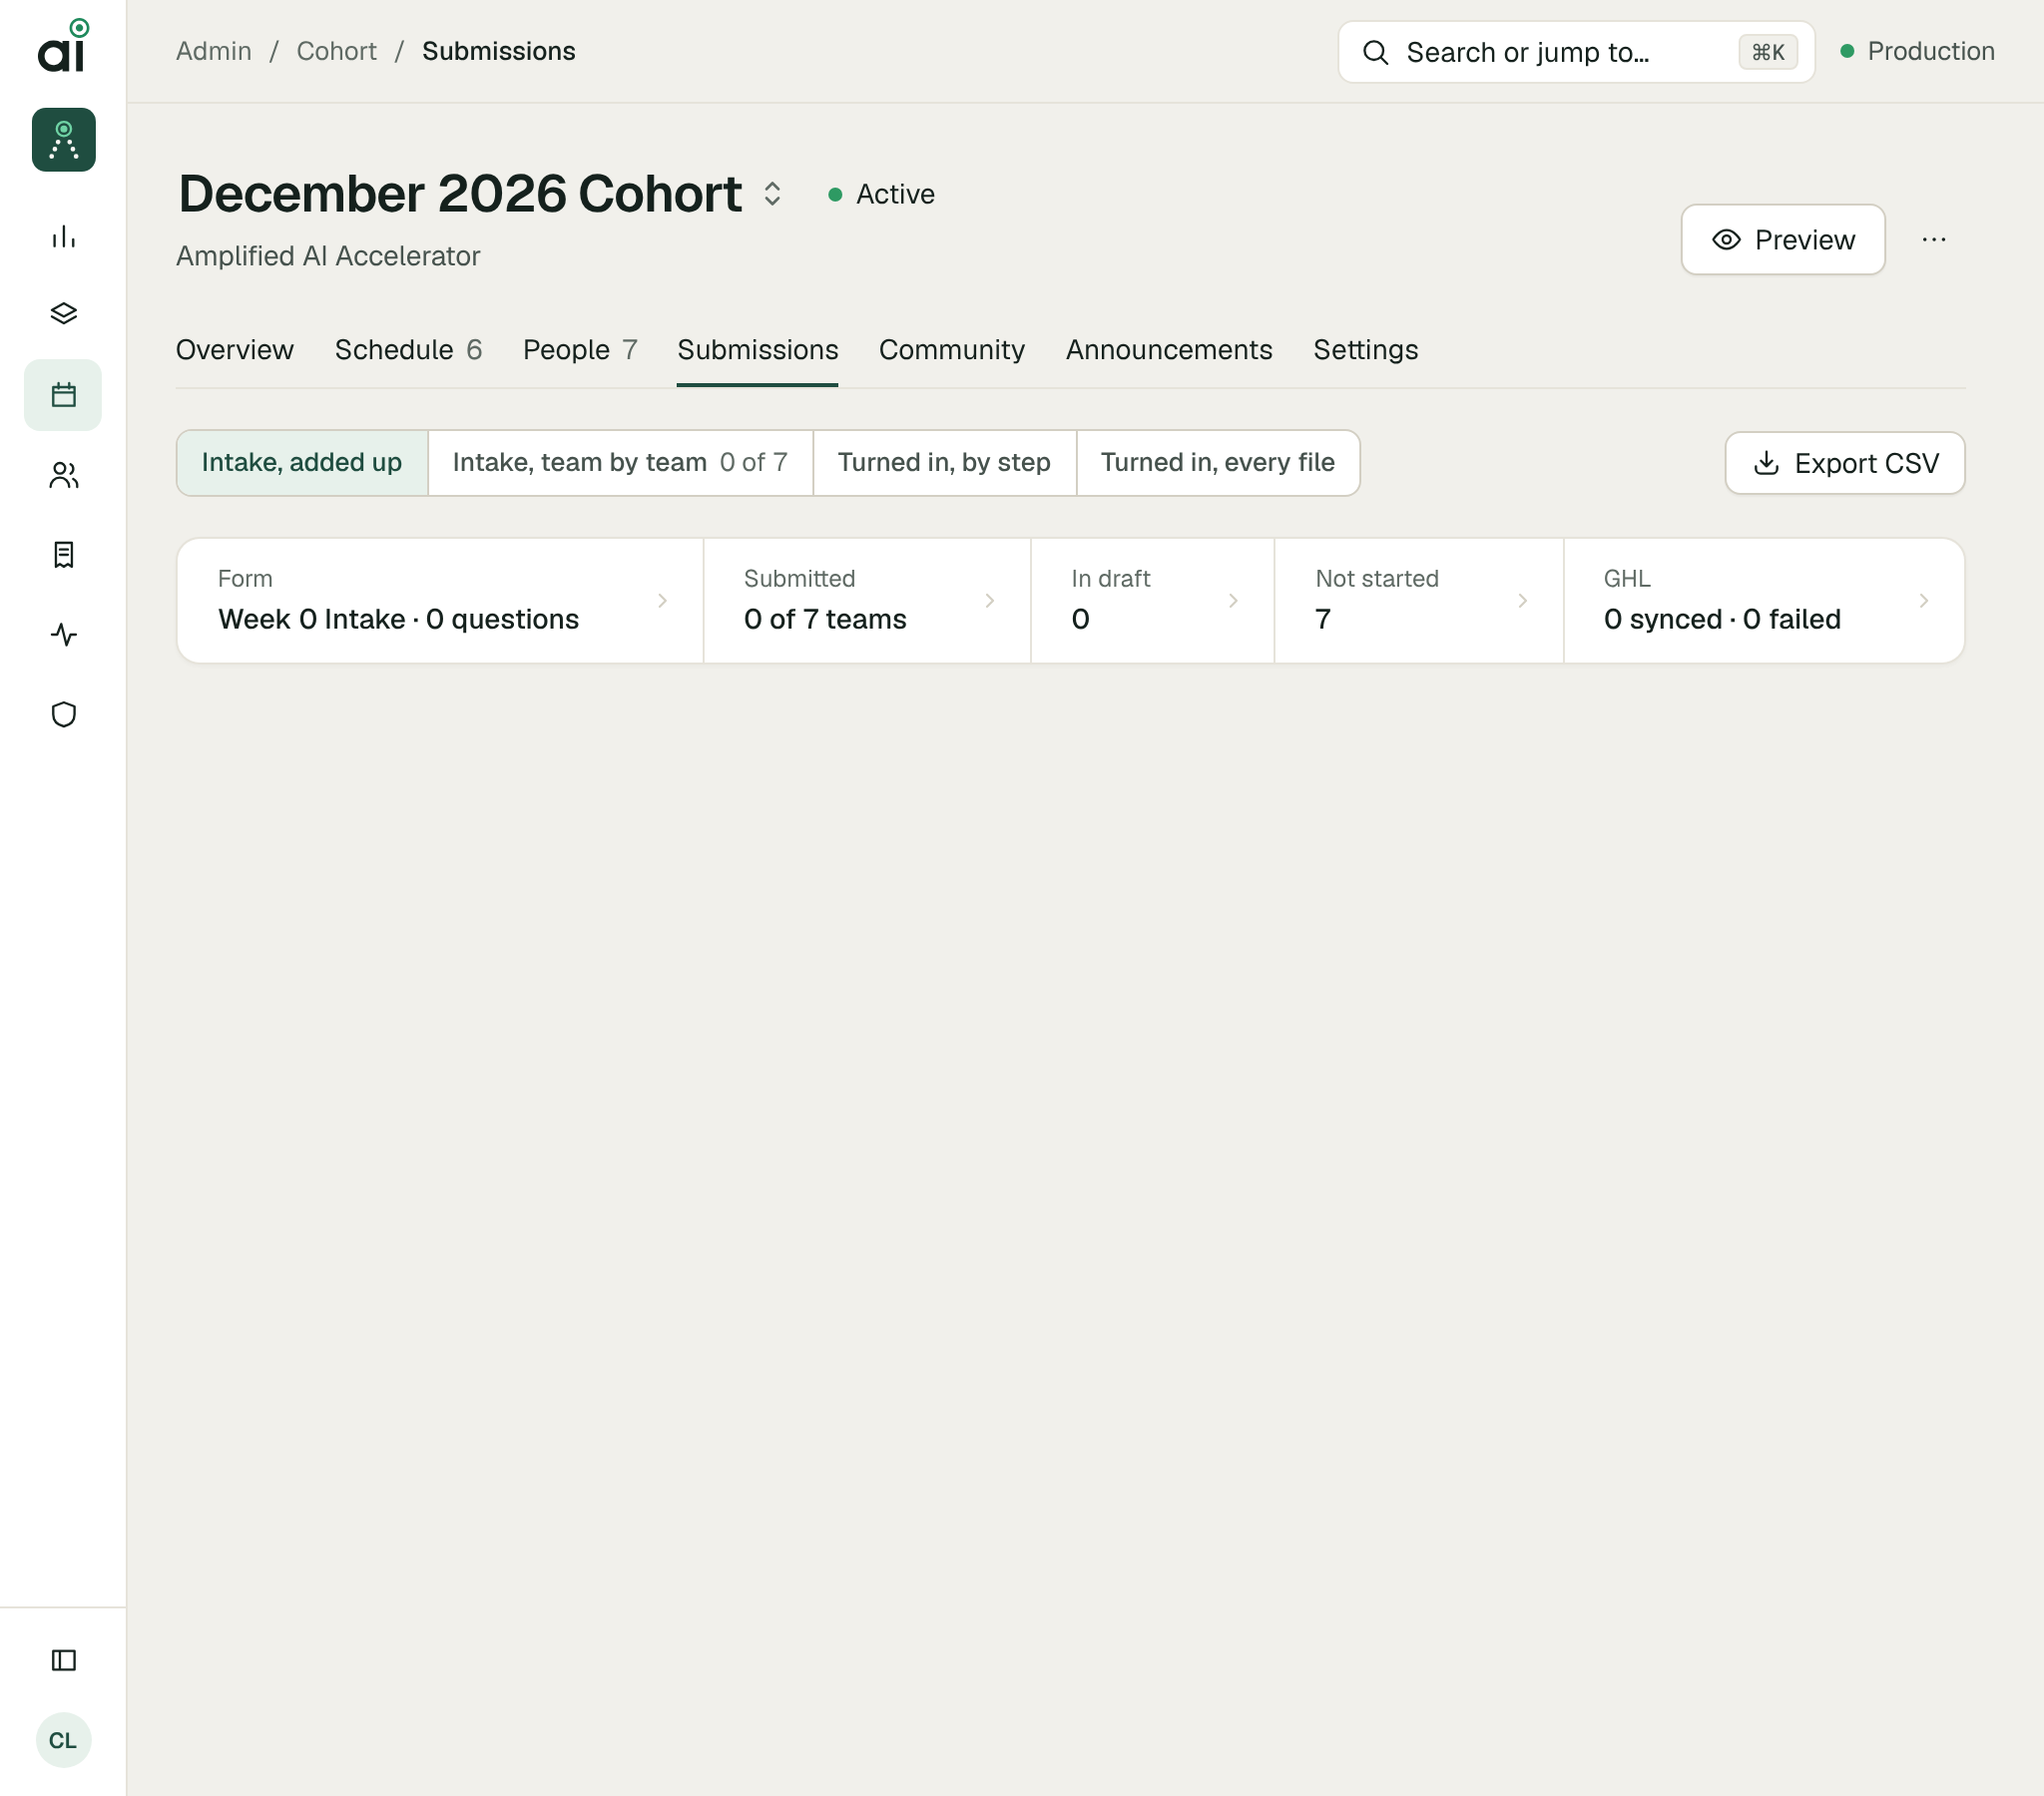 ai
Admin / Cohort / Submissions
Search or jump to...
⌘K
Production
December 2026 Cohort
Active
Amplified AI Accelerator
Preview
Overview
Schedule 6
People 7
Submissions
Community
Announcements
Settings
Intake, added up
Intake, team by team 0 of 7
Turned in, by step
Turned in, every file
Export CSV
Form
Week 0 Intake · 0 questions
Submitted
0 of 7 teams
In draft
0
Not started
7
GHL
0 synced · 0 failed
CL